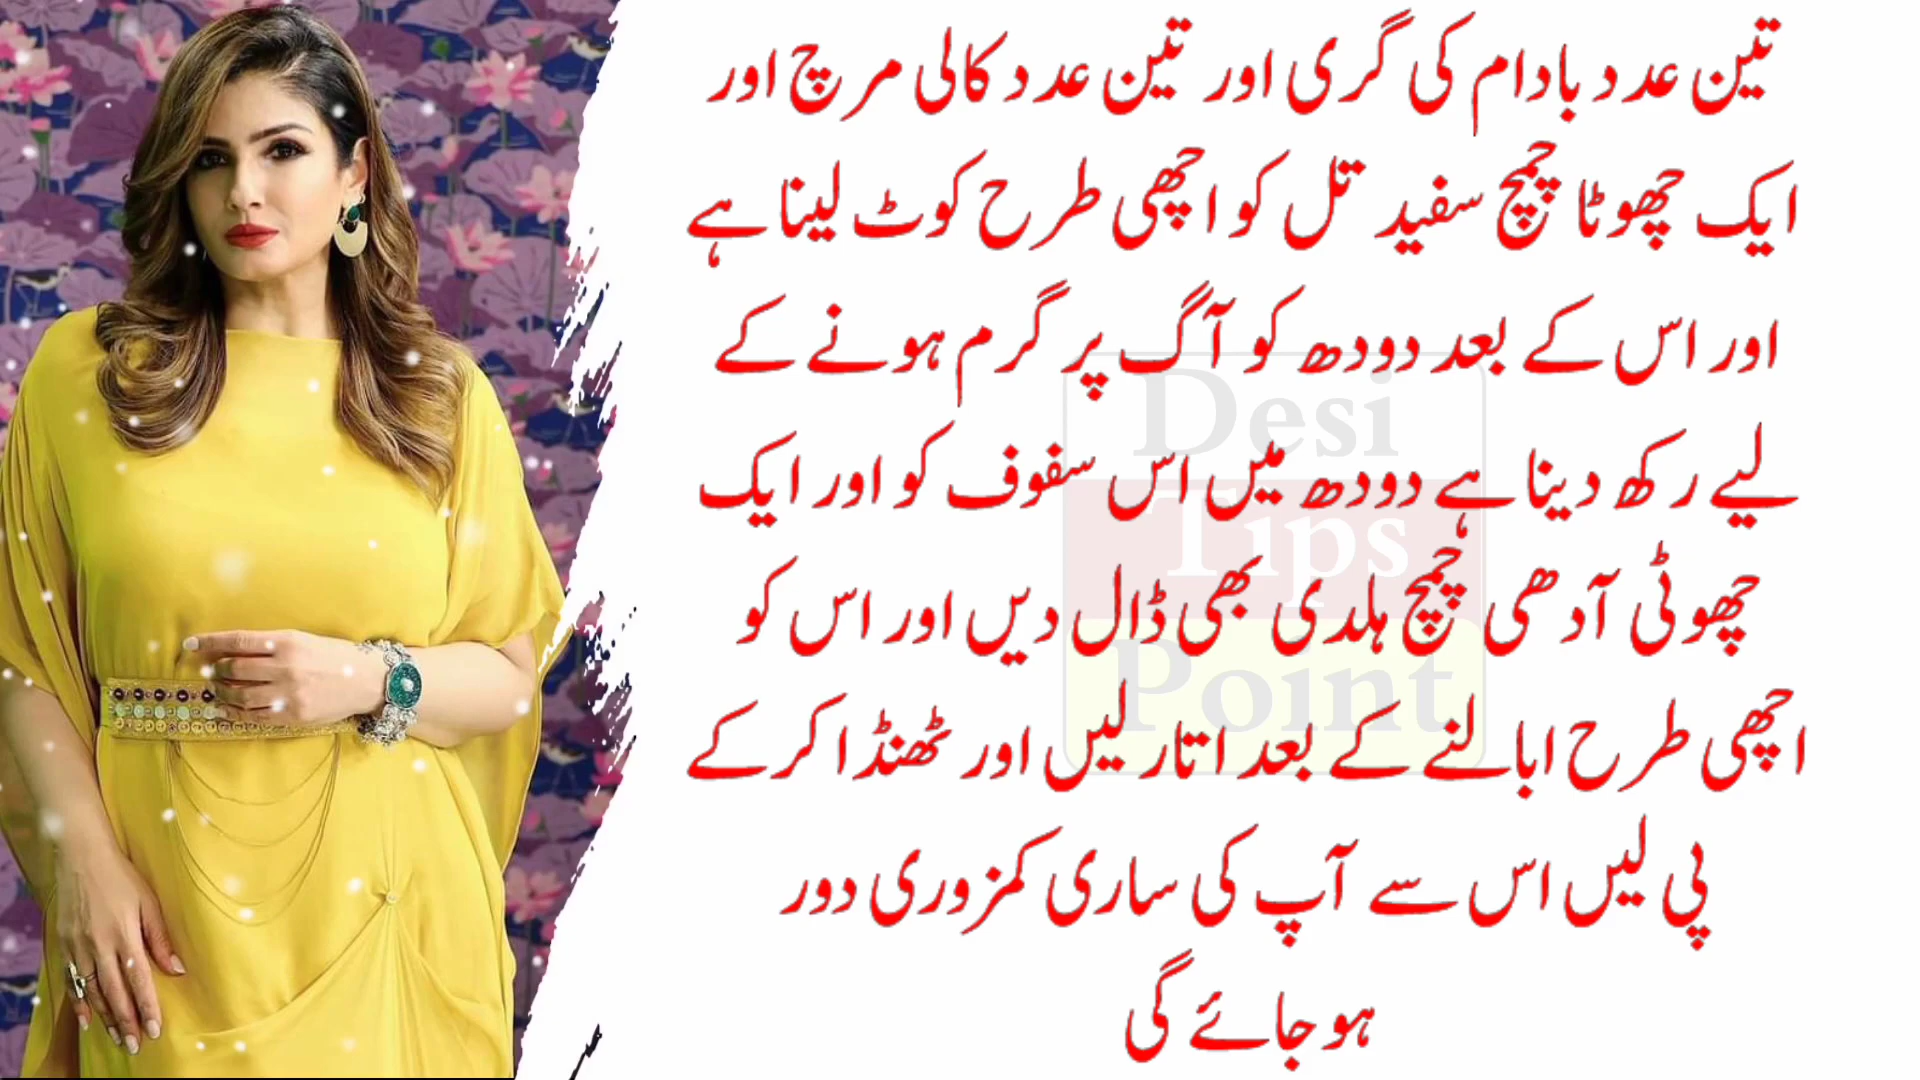 تین عدد بادام کی گری اور تین عدد کالی مرچ اور
ایک چھوٹا چمچ سفید تل کو اچھی طرح کوٹ لینا ہے
اور اس کے بعد دودھ کو آگ پر گرم ہونے کے
لیے رکھ دینا ہے دودھ میں اس سفوف کو اور ایک
چھوٹی آدھی چمچ ہلدی بھی ڈال دیں اور اس کو
اچھی طرح ابالنے کے بعد اتار لیں اور ٹھنڈا کر کے
پی لیں اس سے آپ کی ساری کمزوری دور
ہو جائے گی
Desi
Tips
Point